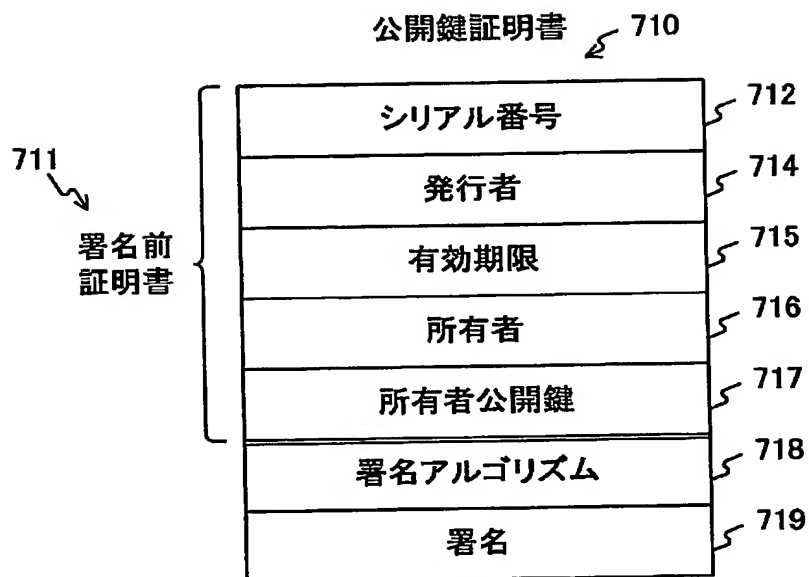 公開鍵証明書 710
シリアル番号 712
711
発行者 714
署名前
証明書
有効期限 715
所有者 716
所有者公開鍵 717
署名アルゴリズム 718
署名 719